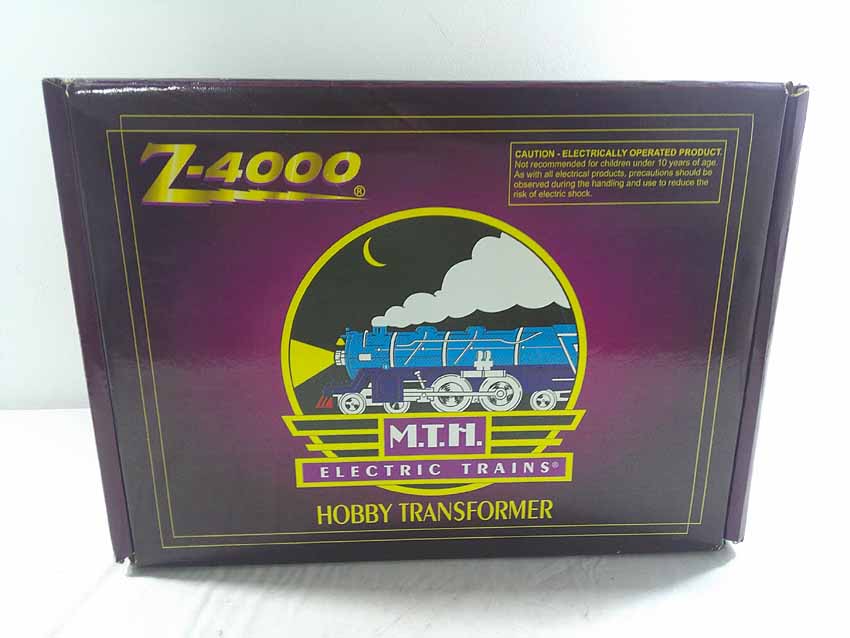 Z-4000®
CAUTION - ELECTRICALLY OPERATED PRODUCT.
Not recommended for children under 10 years of age.
As with all electrical products, precautions should be
observed during the handling and use to reduce the
risk of electric shock.
M.T.H.
ELECTRIC TRAINS®
HOBBY TRANSFORMER